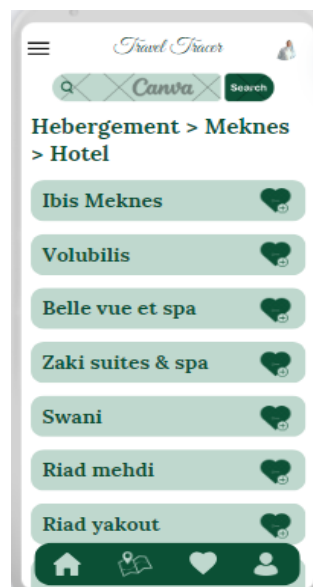 Travel Tracer
Canva
Search
Hebergement > Meknes
> Hotel
Ibis Meknes
Volubilis
Belle vue et spa
Zaki suites & spa
Swani
Riad mehdi
Riad yakout